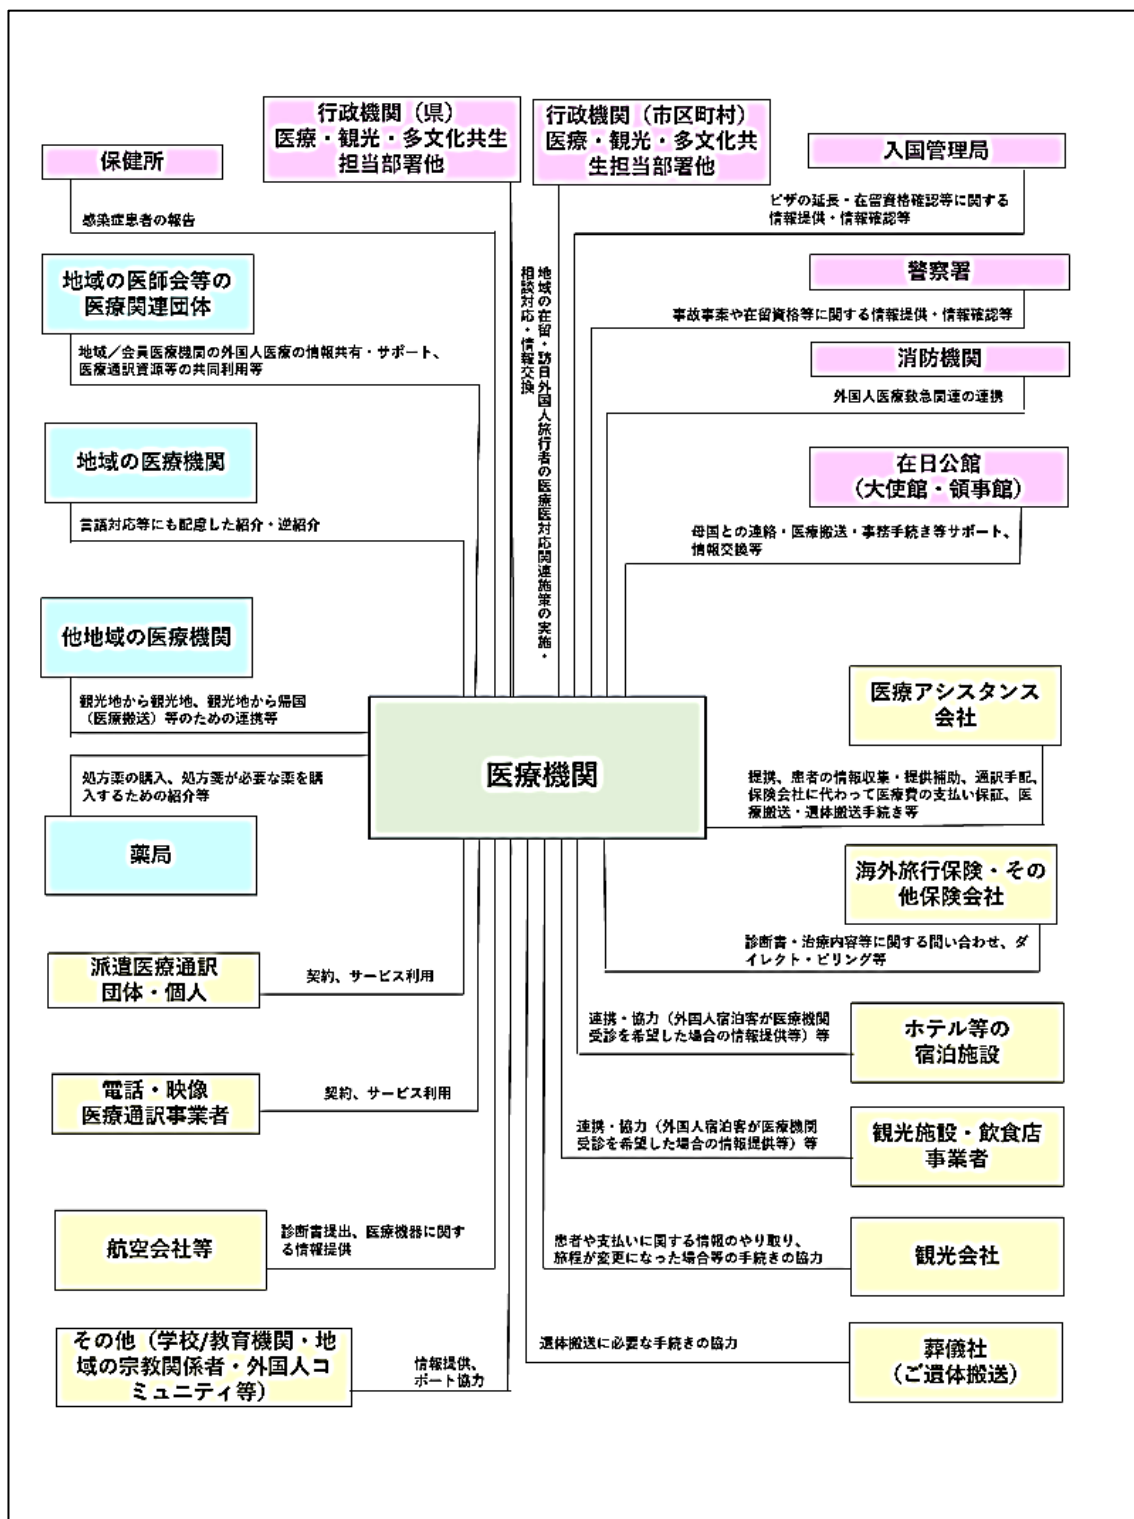 行政機関（県）
医療・観光・多文化共生
担当部署他
行政機関（市区町村）
医療・観光・多文化共
生担当部署他
保健所
感染症患者の報告
入国管理局
ビザの延長・在留資格確認等に関する
情報提供・情報確認等
地域の医師会等の
医療関連団体
地域／会員医療機関の外国人医療の情報共有・サポート、
医療通訳資源等の共同利用等
地域の在留・訪日外国人旅行者の医療医対応関連施策の実施・
相談対応・情報交換
警察署
事故事案や在留資格等に関する情報提供・情報確認等
消防機関
外国人医療救急関連の連携
地域の医療機関
言語対応等にも配慮した紹介・逆紹介
在日公館
（大使館・領事館）
母国との連絡・医療搬送・事務手続き等サポート、
情報交換等
他地域の医療機関
観光地から観光地、観光地から帰国
（医療搬送）等のための連携等
医療機関
医療アシスタンス
会社
提携、患者の情報収集・提供補助、通訳手配、
保険会社に代わって医療費の支払い保証、医
療搬送・遺体搬送手続き等
処方薬の購入、処方薬が必要な薬を購
入するための紹介等
薬局
海外旅行保険・その
他保険会社
診断書・治療内容等に関する問い合わせ、ダ
イレクト・ビリング等
派遣医療通訳
団体・個人
契約、サービス利用
連携・協力（外国人宿泊客が医療機関
受診を希望した場合の情報提供等）等
ホテル等の
宿泊施設
電話・映像
医療通訳事業者
契約、サービス利用
連携・協力（外国人宿泊客が医療機関
受診を希望した場合の情報提供等）等
観光施設・飲食店
事業者
航空会社等
診断書提出、医療機器に関す
る情報提供
患者や支払いに関する情報のやり取り、
旅程が変更になった場合等の手続きの協力
観光会社
その他（学校/教育機関・地
域の宗教関係者・外国人コ
ミュニティ等）
情報提供、
ポート協力
遺体搬送に必要な手続きの協力
葬儀社
（ご遺体搬送）